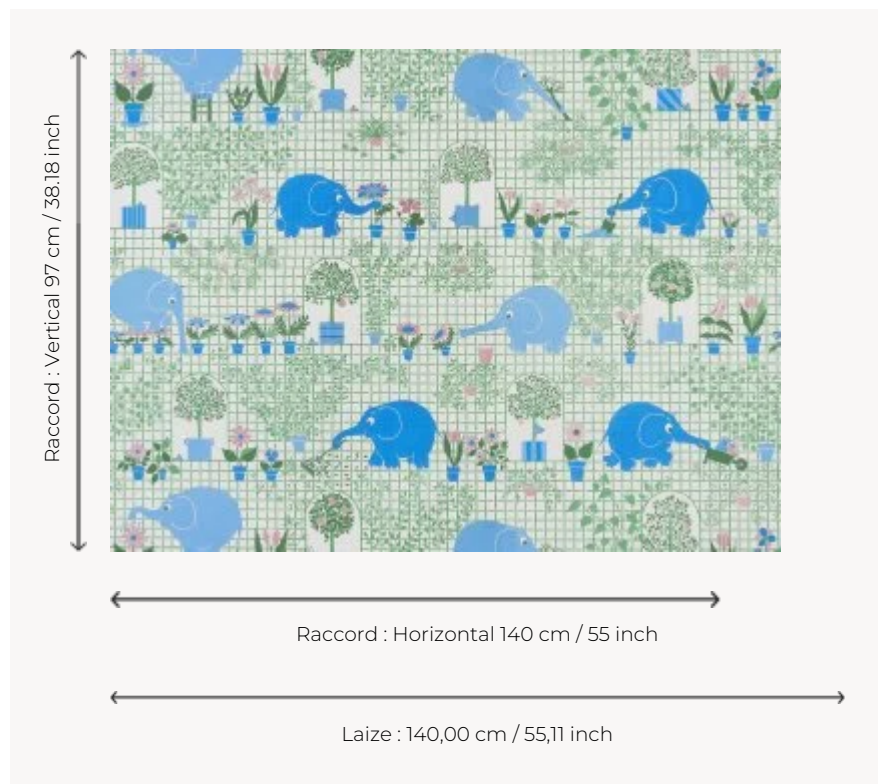 Raccord : Vertical 97 cm / 38.18 inch
Raccord : Horizontal 140 cm / 55 inch
Laize : 140,00 cm / 55,11 inch